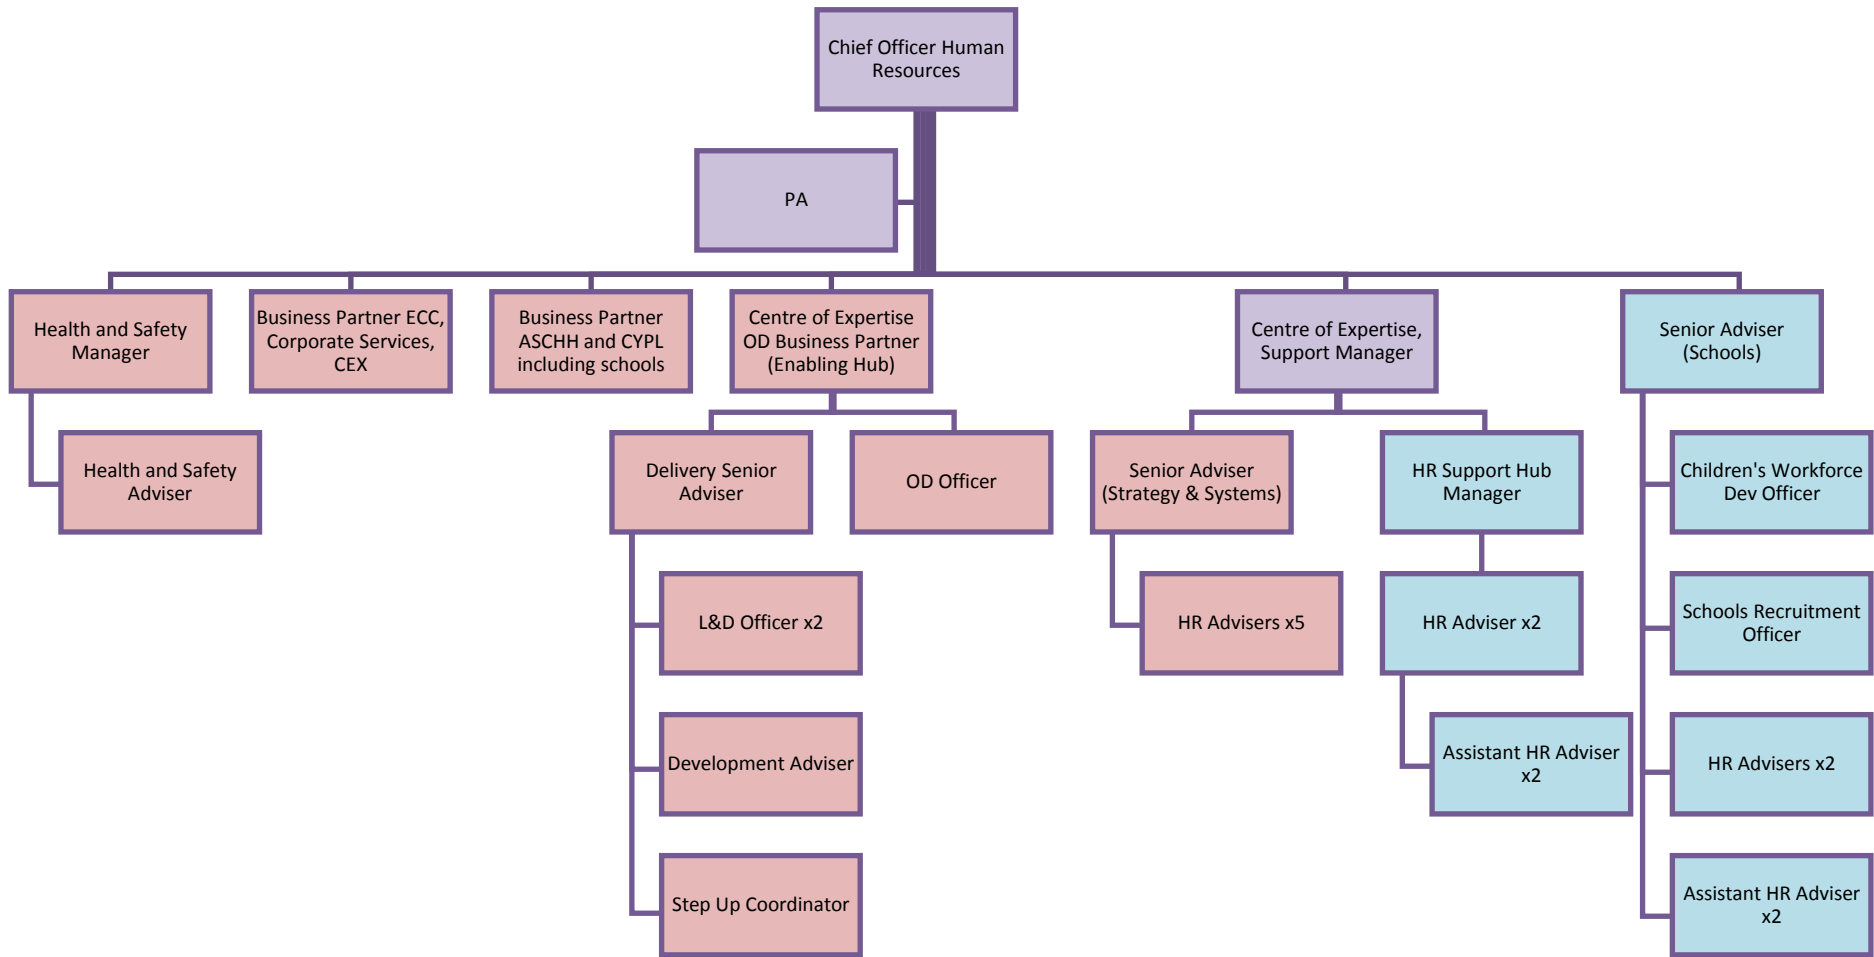 Chief Officer Human
Resources
PA
Health and Safety
Manager
Business Partner ECC,
Corporate Services,
CEX
Business Partner
ASCHH and CYPL
including schools
Centre of Expertise
OD Business Partner
(Enabling Hub)
Centre of Expertise,
Support Manager
Senior Adviser
(Schools)
Health and Safety
Adviser
Delivery Senior
Adviser
OD Officer
Senior Adviser
(Strategy & Systems)
HR Support Hub
Manager
Children's Workforce
Dev Officer
L&D Officer x2
HR Advisers x5
HR Adviser x2
Schools Recruitment
Officer
Development Adviser
Assistant HR Adviser
x2
HR Advisers x2
Step Up Coordinator
Assistant HR Adviser
x2